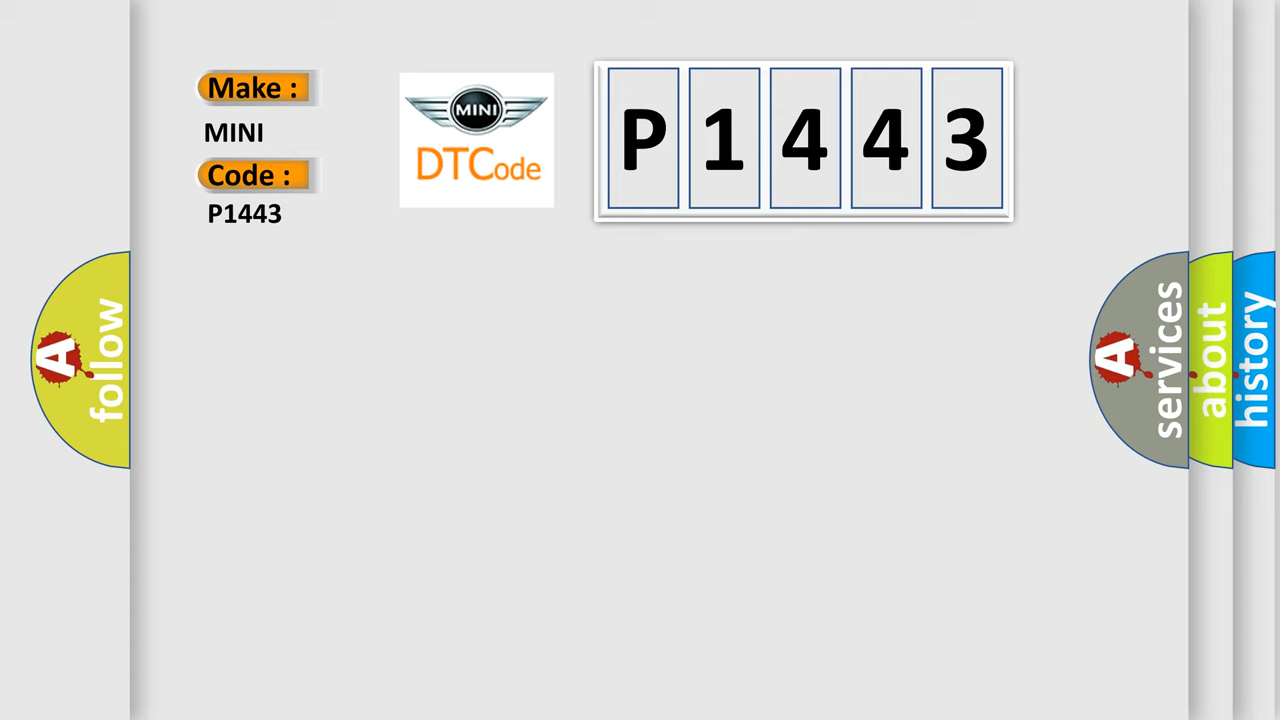 Make :
MINI
Code :
P1443
MINI
DTCode
P 1 4 4 3
A
follow
A
services
about
history